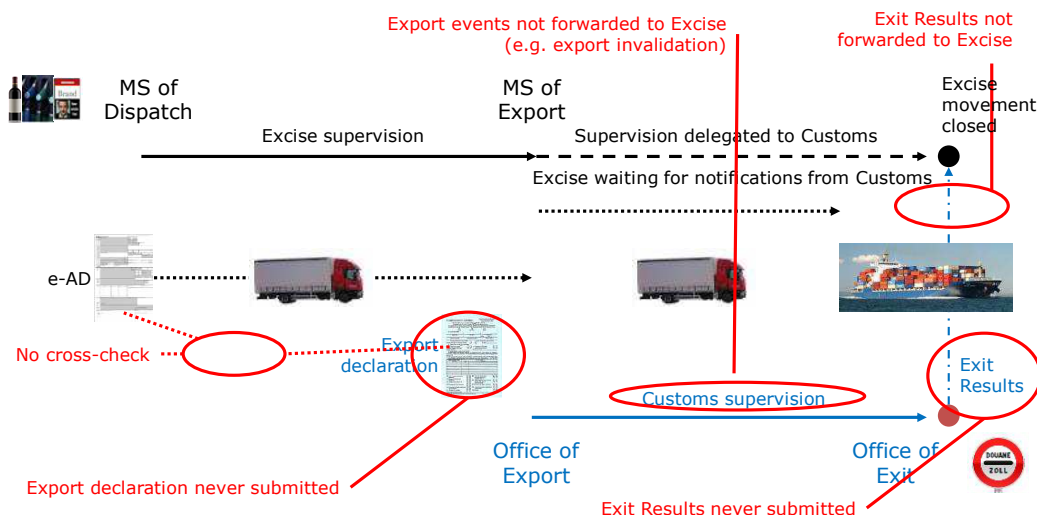 Export events not forwarded to Excise
(e.g. export invalidation)
Exit Results not
forwarded to Excise
Brand
MS of
Dispatch
MS of
Export
Excise
movement
closed
Excise supervision
Supervision delegated to Customs
Excise waiting for notifications from Customs
e-AD
No cross-check
Export
declaration
Exit
Results
Customs supervision
Office of
Export
Office of
Exit
DOUANE
ZOLL
Export declaration never submitted
Exit Results never submitted